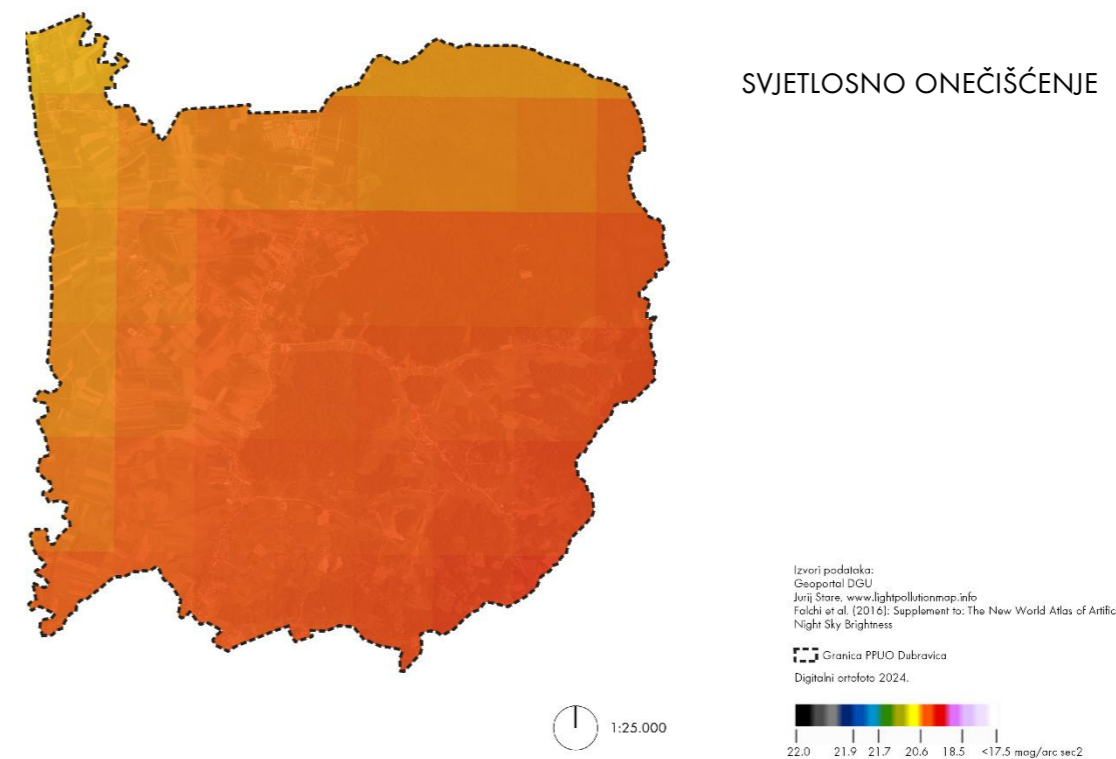 SVJETLOSNO ONEČIŠĆENJE
Izvori podataka:
Geoportal DGU
Jurij Stare, www.lightpollutionmap.info
Falchi et al. (2016): Supplement to: The New World Atlas of Artific
Night Sky Brightness
Granica PPUO Dubravica
Digitalni ortofoto 2024.
1:25.000
22.0 21.9 21.7 20.6 18.5 <17.5 mag/arc sec2